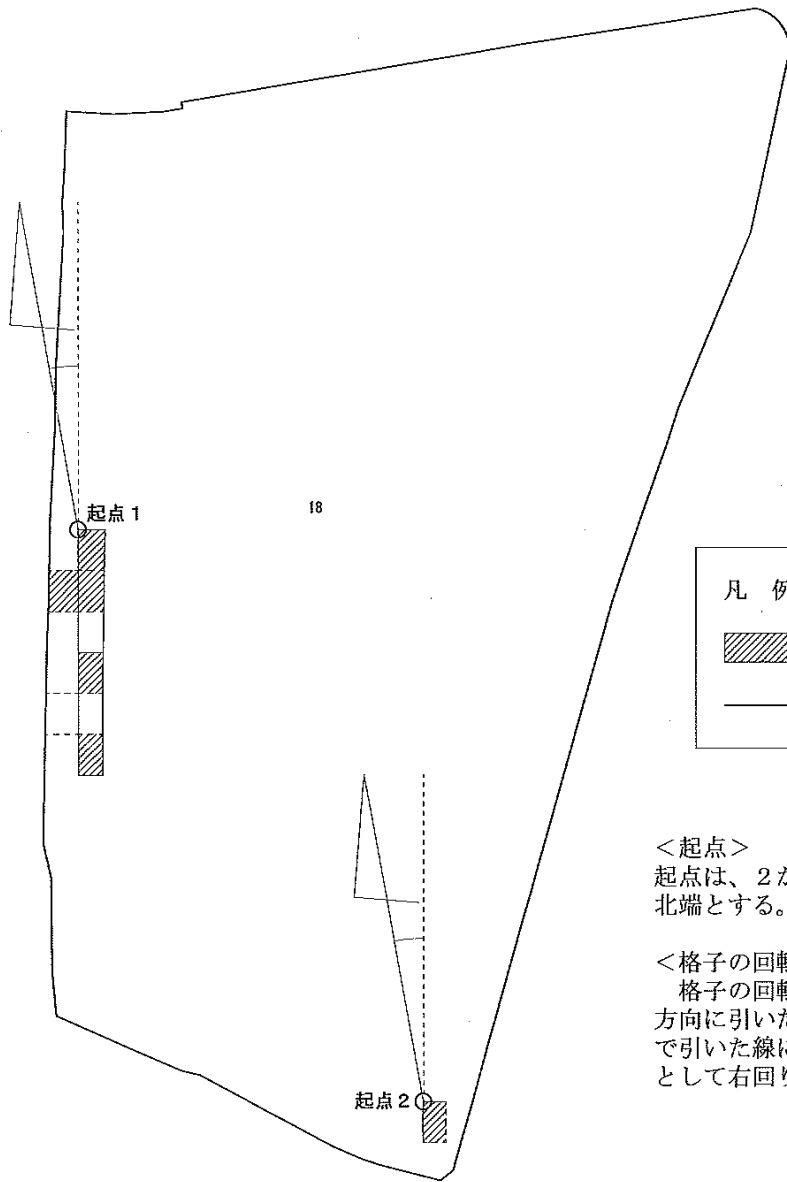 起点1
18
凡 例
<起点>
起点は、2か
北端とする。
<格子の回転
格子の回転
方向に引いた
で引いた線に
として右回り
起点2